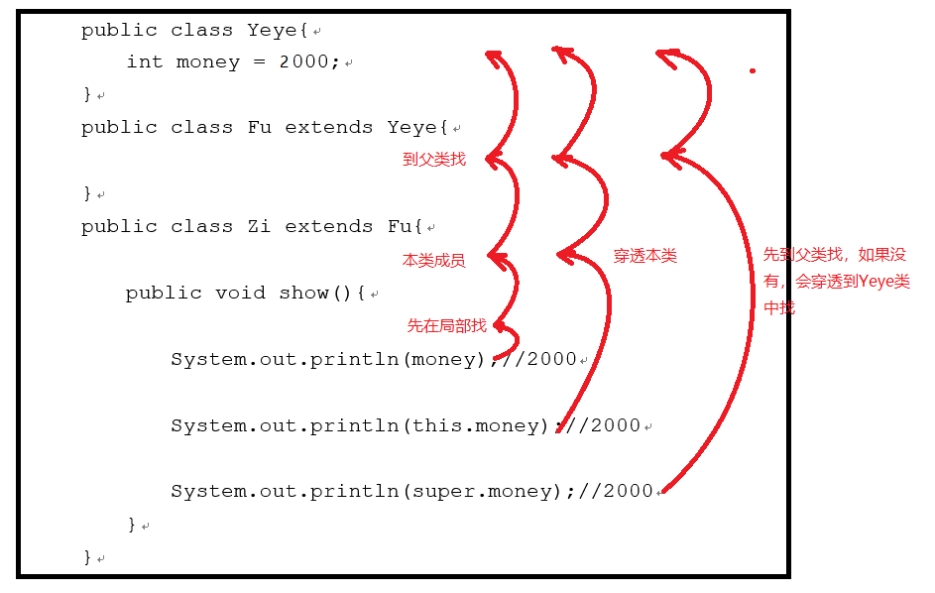 public class Yeye{
int money = 2000;
}
public class Fu extends Yeye{
到父类找
}
public class Zi extends Fu{
本类成员
穿透本类
先到父类找，如果没
有，会穿透到Yeye类
中找
public void show(){
先在局部找
System.out.println(money);//2000
System.out.println(this.money);//2000
System.out.println(super.money);//2000
}
}